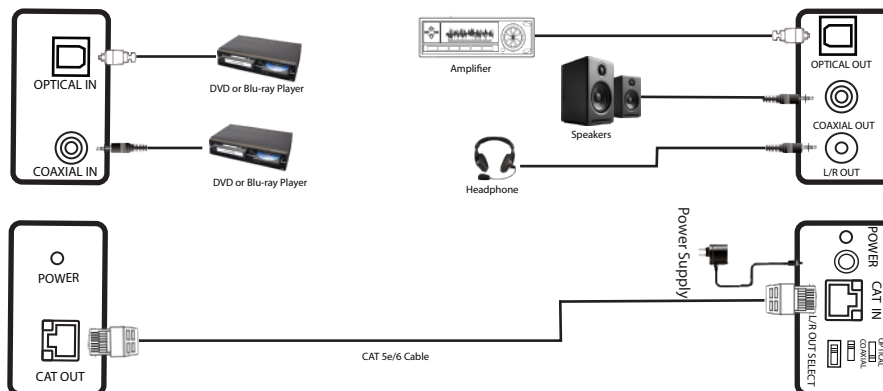 OPTICAL IN
DVD or Blu-ray Player
COAXIAL IN
DVD or Blu-ray Player
Amplifier
Speakers
Headphone
OPTICAL OUT
COAXIAL OUT
L/R OUT
POWER
CAT OUT
CAT 5e/6 Cable
Power Supply
POWER
CAT IN
L/R OUT SELECT
OPTICAL
COAXIAL